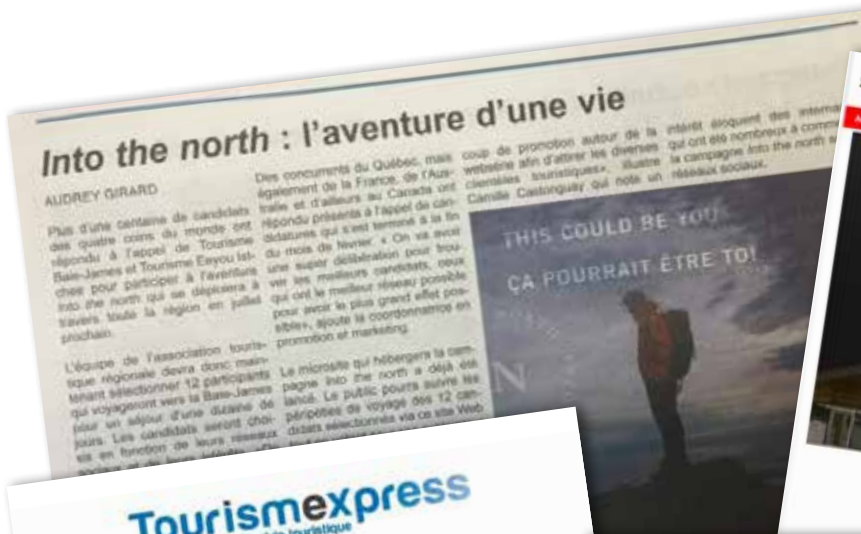 Into the north : l'aventure d'une vie
AUDREY GIRARD
Plus d'une centaine de candidats
des quatre coins du monde ont
répondu à l'appel de Tourisme
Baie-James et Tourisme Eeyou Ist-
chee pour participer à l'aventure
Into the north qui se déploiera à
travers toute la région en juillet
prochain.
L'équipe de l'association touris-
tique régionale devra donc main-
tenant sélectionner 12 participants
qui voyageront vers la Baie-James
pour un séjour d'une dizaine de
jours. Les candidats seront choi-
sis en fonction de leurs réseaux
Des concurrents du Québec, mais
également de la France, de l'Aus-
tralie et d'ailleurs au Canada ont
répondu présents à l'appel de can-
didatures qui s'est terminé à la fin
du mois de février. « On va avoir
une super délibération pour trou-
ver les meilleurs candidats, ceux
qui ont le meilleur réseau possible
pour avoir le plus grand effet pos-
sible», ajoute la coordonnatrice en
promotion et marketing.
Le microsite qui hébergera la cam-
pagne Into the north a déjà été
lancé. Le public pourra suivre les
péripéties de voyage des 12 can-
didats sélectionnés via ce site Web
coup de promotion autour de la
websérie afin d'attirer les diverses
clientèles touristiques», illustre
Camille Castonguay qui note un
intérêt éloquent des
qui ont été nombreux à
la campagne Into the north
réseaux sociaux.
THIS COULD BE YOU
ÇA POURRAIT ÊTRE TOI!
N
Tourismexpress
touristique